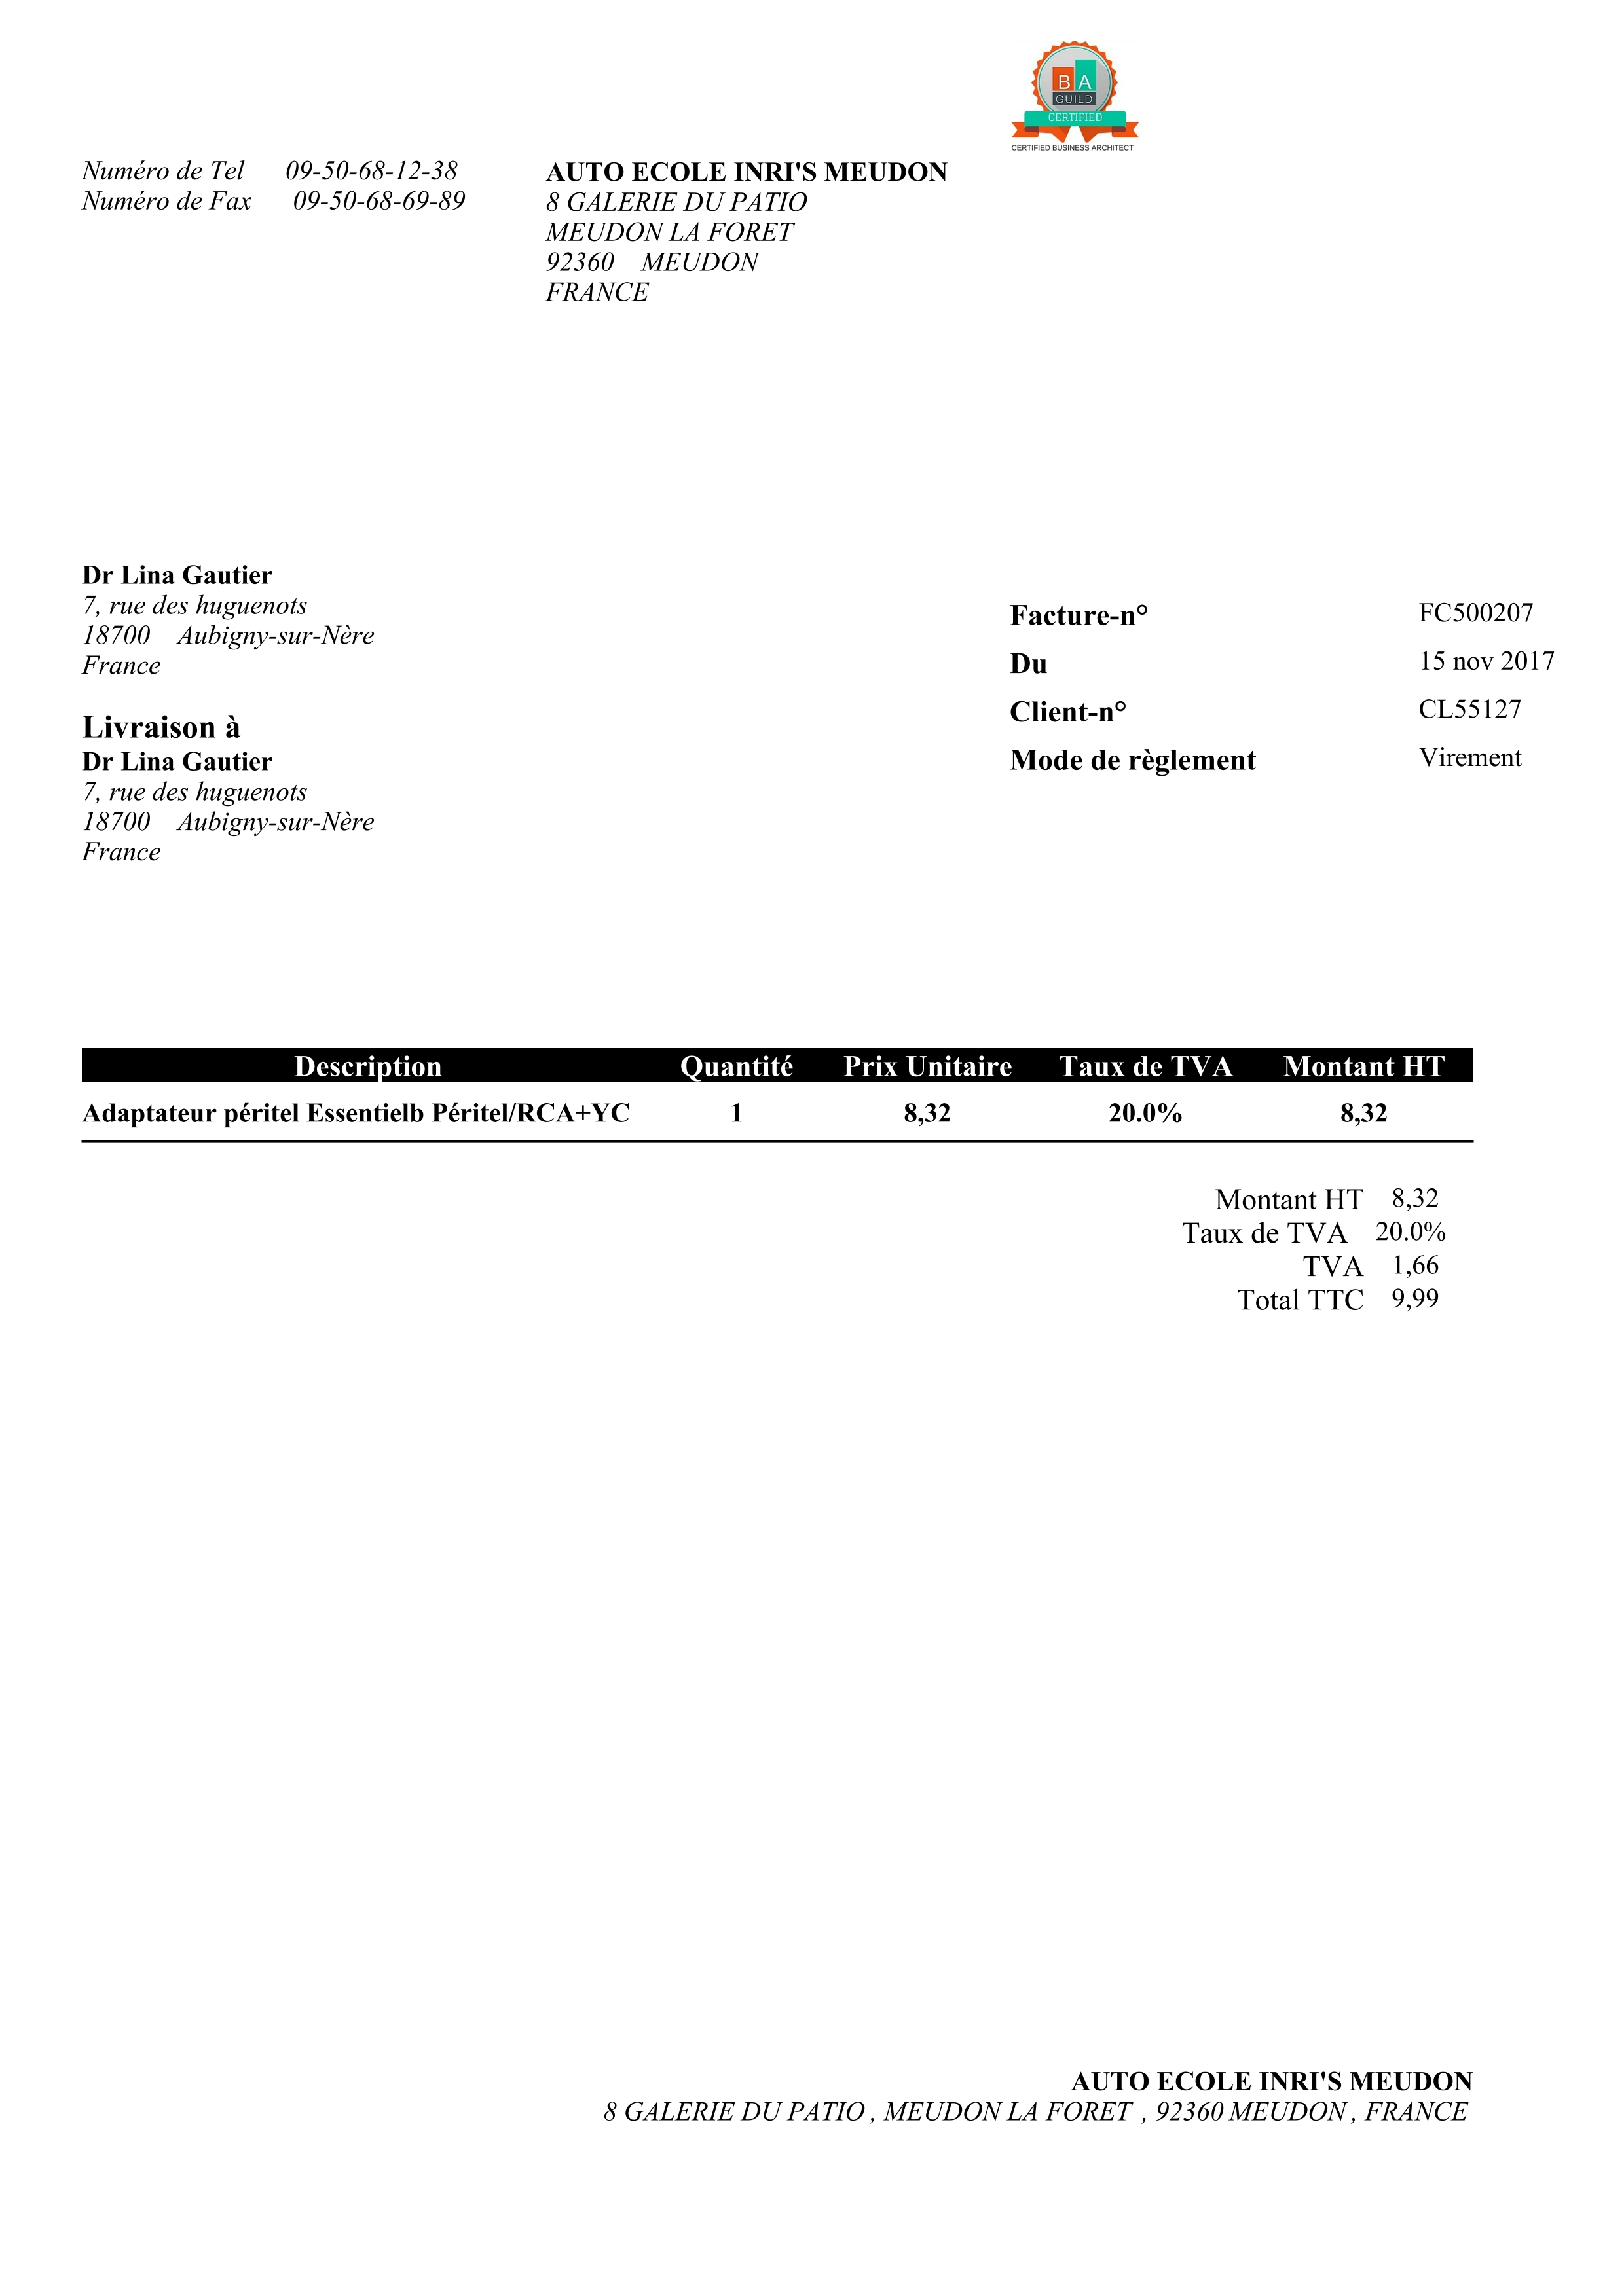 B A
GUILD
CERTIFIED
CERTIFIED BUSINESS ARCHITECT
Numéro de Tel 09-50-68-12-38
Numéro de Fax 09-50-68-69-89
AUTO ECOLE INRI'S MEUDON
8 GALERIE DU PATIO
MEUDON LA FORET
92360 MEUDON
FRANCE
Dr Lina Gautier
7, rue des huguenots
18700 Aubigny-sur-Nère
France
Livraison à
Dr Lina Gautier
7, rue des huguenots
18700 Aubigny-sur-Nère
France
Facture-n° FC500207
Du 15 nov 2017
Client-n° CL55127
Mode de règlement Virement
Description Quantité Prix Unitaire Taux de TVA Montant HT
Adaptateur péritel Essentielb Péritel/RCA+YC 1 8,32 20.0% 8,32
Montant HT 8,32
Taux de TVA 20.0%
TVA 1,66
Total TTC 9,99
AUTO ECOLE INRI'S MEUDON
8 GALERIE DU PATIO , MEUDON LA FORET , 92360 MEUDON , FRANCE